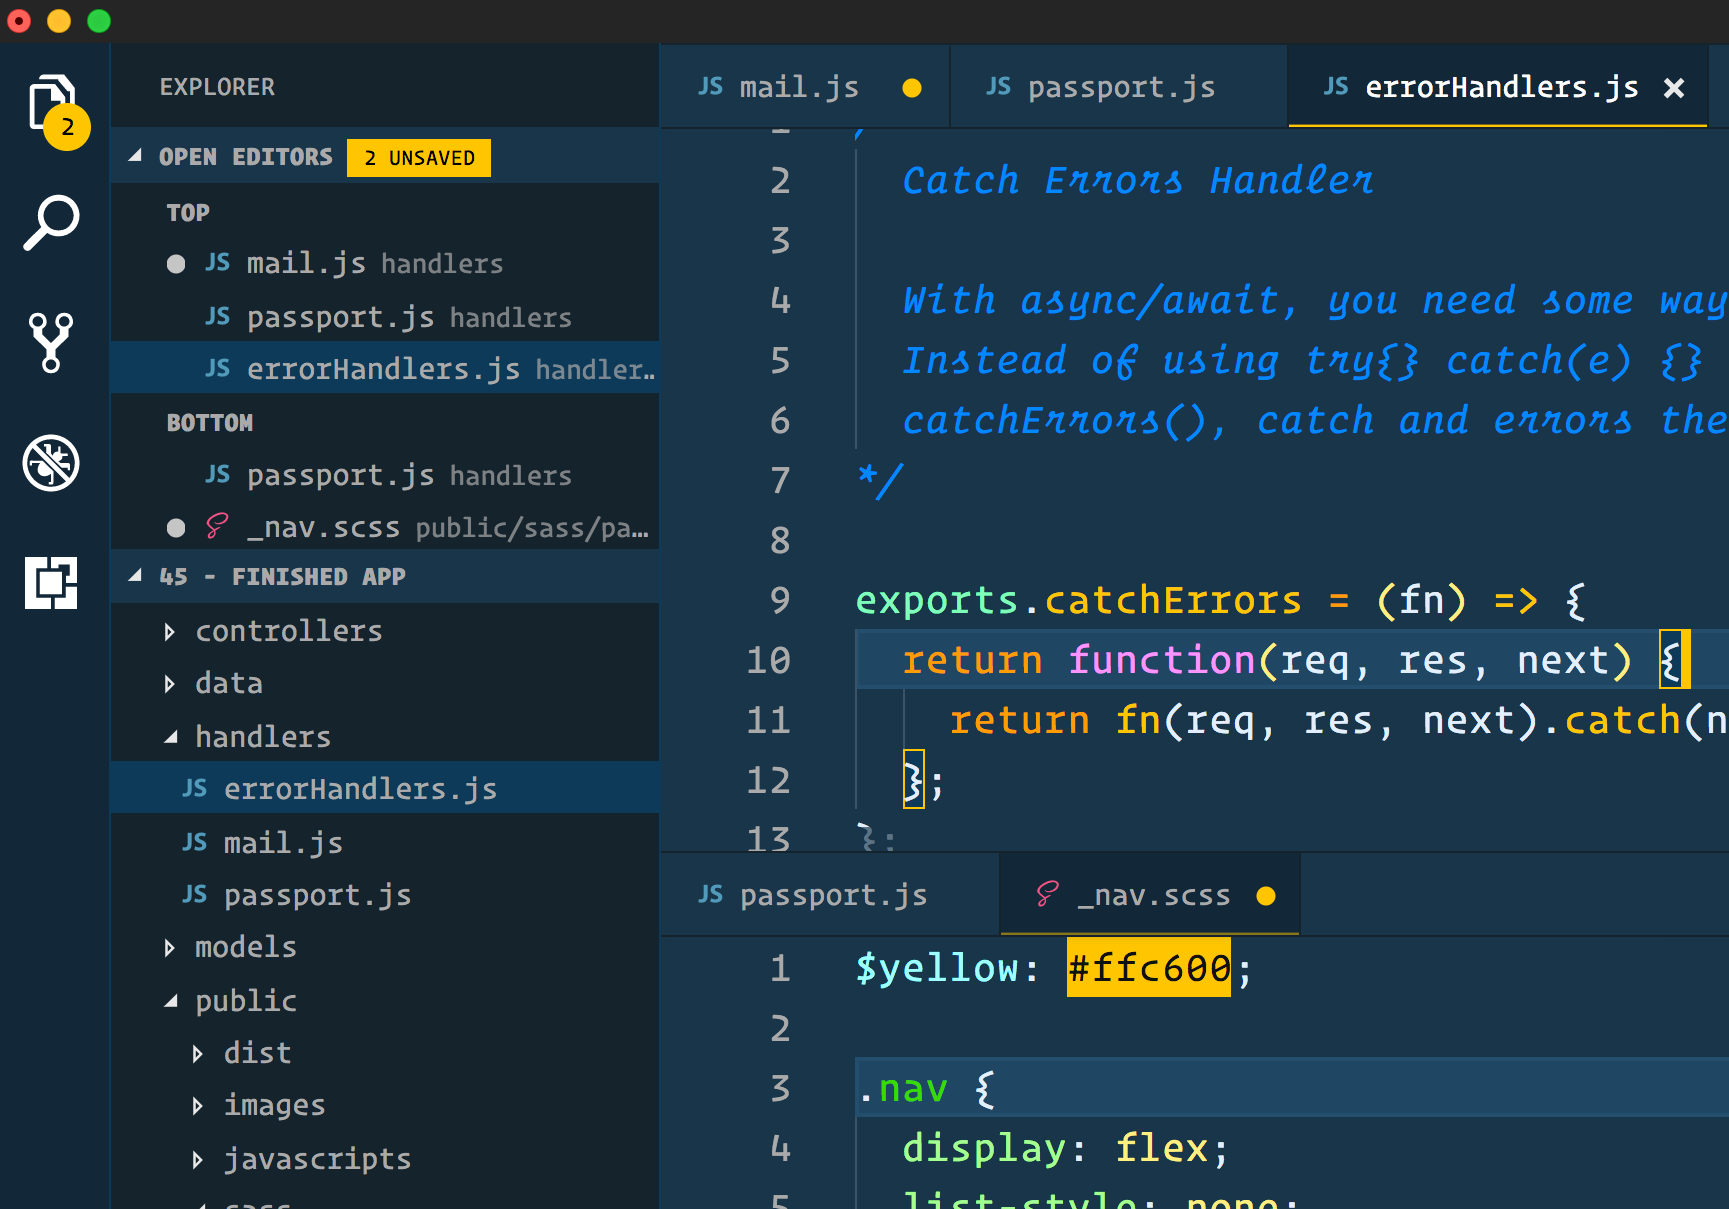 EXPLORER
2
OPEN EDITORS 2 UNSAVED
TOP
JS mail.js handlers
JS passport.js handlers
JS errorHandlers.js handler…
BOTTOM
JS passport.js handlers
_nav.scss public/sass/pa…
45 - FINISHED APP
controllers
data
handlers
JS errorHandlers.js
JS mail.js
JS passport.js
models
public
dist
images
javascripts
sass
JS mail.js JS passport.js JS errorHandlers.js ×
2 Catch Errors Handler
3
4 With async/await, you need some way
5 Instead of using try{} catch(e) {}
6 catchErrors(), catch and errors the
7 */
8
9 exports.catchErrors = (fn) => {
10 return function(req, res, next) {
11 return fn(req, res, next).catch(n
12 };
13 };
JS passport.js _nav.scss
1 $yellow: #ffc600;
2
3 .nav {
4 display: flex;
5 list-style: none;